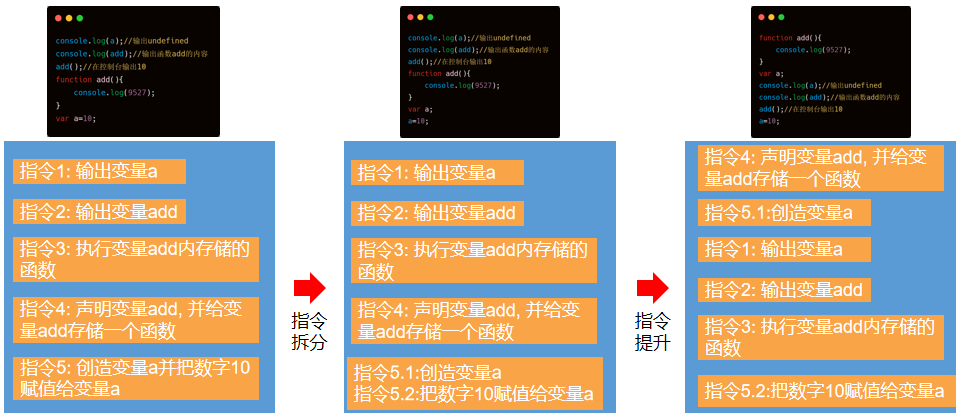 console.log(a);//输出undefined
console.log(add);//输出函数add的内容
add();//在控制台输出10
function add(){
console.log(9527);
}
var a=10;
指令1: 输出变量a
指令2: 输出变量add
指令3: 执行变量add内存储的
函数
指令4: 声明变量add, 并给变
量add存储一个函数
指令5: 创造变量a并把数字10
赋值给变量a
指令
拆分
console.log(a);//输出undefined
console.log(add);//输出函数add的内容
add();//在控制台输出10
function add(){
console.log(9527);
}
var a;
a=10;
指令1: 输出变量a
指令2: 输出变量add
指令3: 执行变量add内存储的
函数
指令4: 声明变量add, 并给变
量add存储一个函数
指令5.1:创造变量a
指令5.2:把数字10赋值给变量a
指令
提升
function add(){
console.log(9527);
}
var a;
console.log(a);//输出undefined
console.log(add);//输出函数add的内容
add();//在控制台输出10
a=10;
指令4: 声明变量add, 并给变
量add存储一个函数
指令5.1:创造变量a
指令1: 输出变量a
指令2: 输出变量add
指令3: 执行变量add内存储的
函数
指令5.2:把数字10赋值给变量a